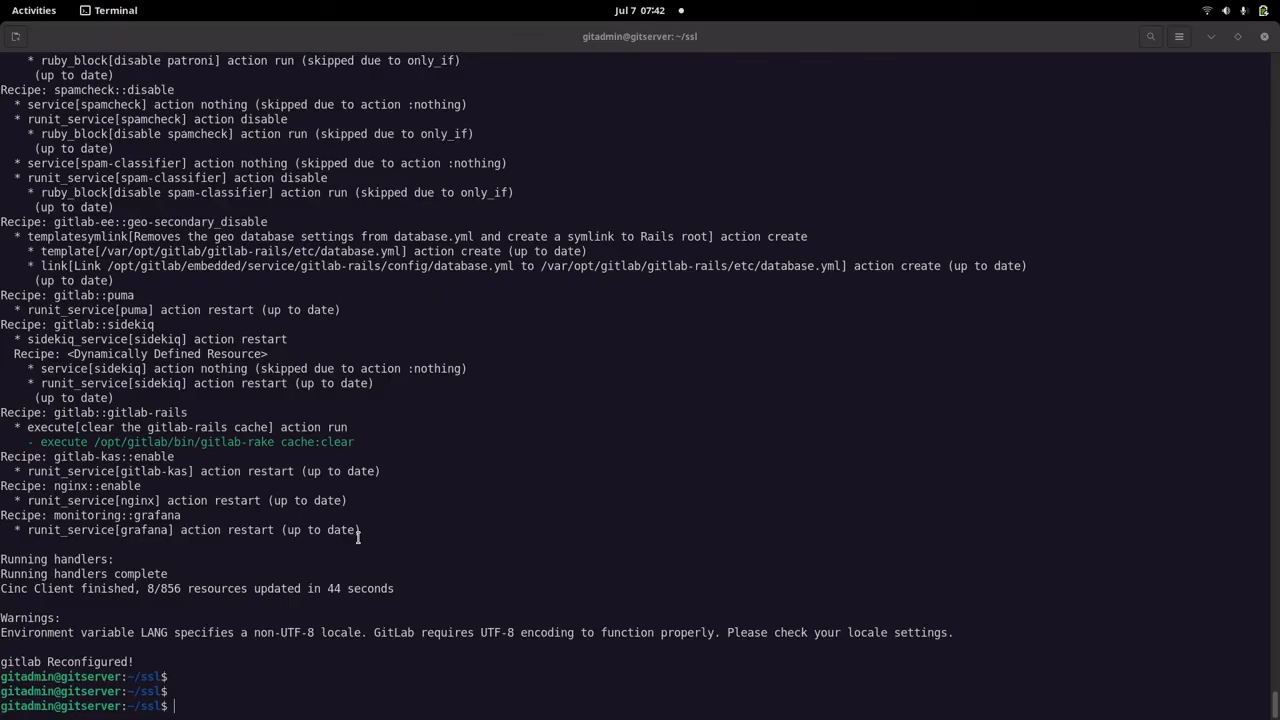 Activities Terminal Jul 7 07:42
gitadmin@gitserver: ~/ssl
* ruby_block[disable patroni] action run (skipped due to only_if)
(up to date)
Recipe: spamcheck::disable
* service[spamcheck] action nothing (skipped due to action :nothing)
* runit_service[spamcheck] action disable
* ruby_block[disable spamcheck] action run (skipped due to only_if)
(up to date)
* service[spam-classifier] action nothing (skipped due to action :nothing)
* runit_service[spam-classifier] action disable
* ruby_block[disable spam-classifier] action run (skipped due to only_if)
(up to date)
Recipe: gitlab-ee::geo-secondary_disable
* templatesymlink[Removes the geo database settings from database.yml and create a symlink to Rails root] action create
* template[/var/opt/gitlab/gitlab-rails/etc/database.yml] action create (up to date)
* link[Link /opt/gitlab/embedded/service/gitlab-rails/config/database.yml to /var/opt/gitlab/gitlab-rails/etc/database.yml] action create (up to date)
(up to date)
Recipe: gitlab::puma
* runit_service[puma] action restart (up to date)
Recipe: gitlab::sidekiq
* sidekiq_service[sidekiq] action restart
Recipe: <Dynamically Defined Resource>
* service[sidekiq] action nothing (skipped due to action :nothing)
* runit_service[sidekiq] action restart (up to date)
(up to date)
Recipe: gitlab::gitlab-rails
* execute[clear the gitlab-rails cache] action run
- execute /opt/gitlab/bin/gitlab-rake cache:clear
Recipe: gitlab-kas::enable
* runit_service[gitlab-kas] action restart (up to date)
Recipe: nginx::enable
* runit_service[nginx] action restart (up to date)
Recipe: monitoring::grafana
* runit_service[grafana] action restart (up to date)
Running handlers:
Running handlers complete
Cinc Client finished, 8/856 resources updated in 44 seconds
Warnings:
Environment variable LANG specifies a non-UTF-8 locale. GitLab requires UTF-8 encoding to function properly. Please check your locale settings.
gitlab Reconfigured!
gitadmin@gitserver:~/ssl$
gitadmin@gitserver:~/ssl$
gitadmin@gitserver:~/ssl$